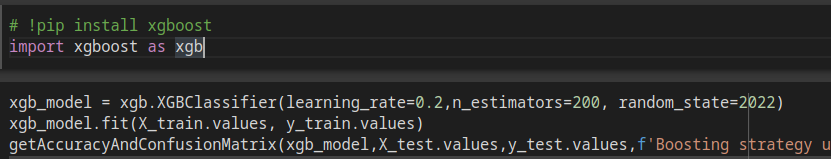 # !pip install xgboost
import xgboost as xgb
xgb_model = xgb.XGBClassifier(learning_rate=0.2,n_estimators=200, random_state=2022)
xgb_model.fit(X_train.values, y_train.values)
getAccuracyAndConfusionMatrix(xgb_model,X_test.values,y_test.values,f'Boosting strategy u